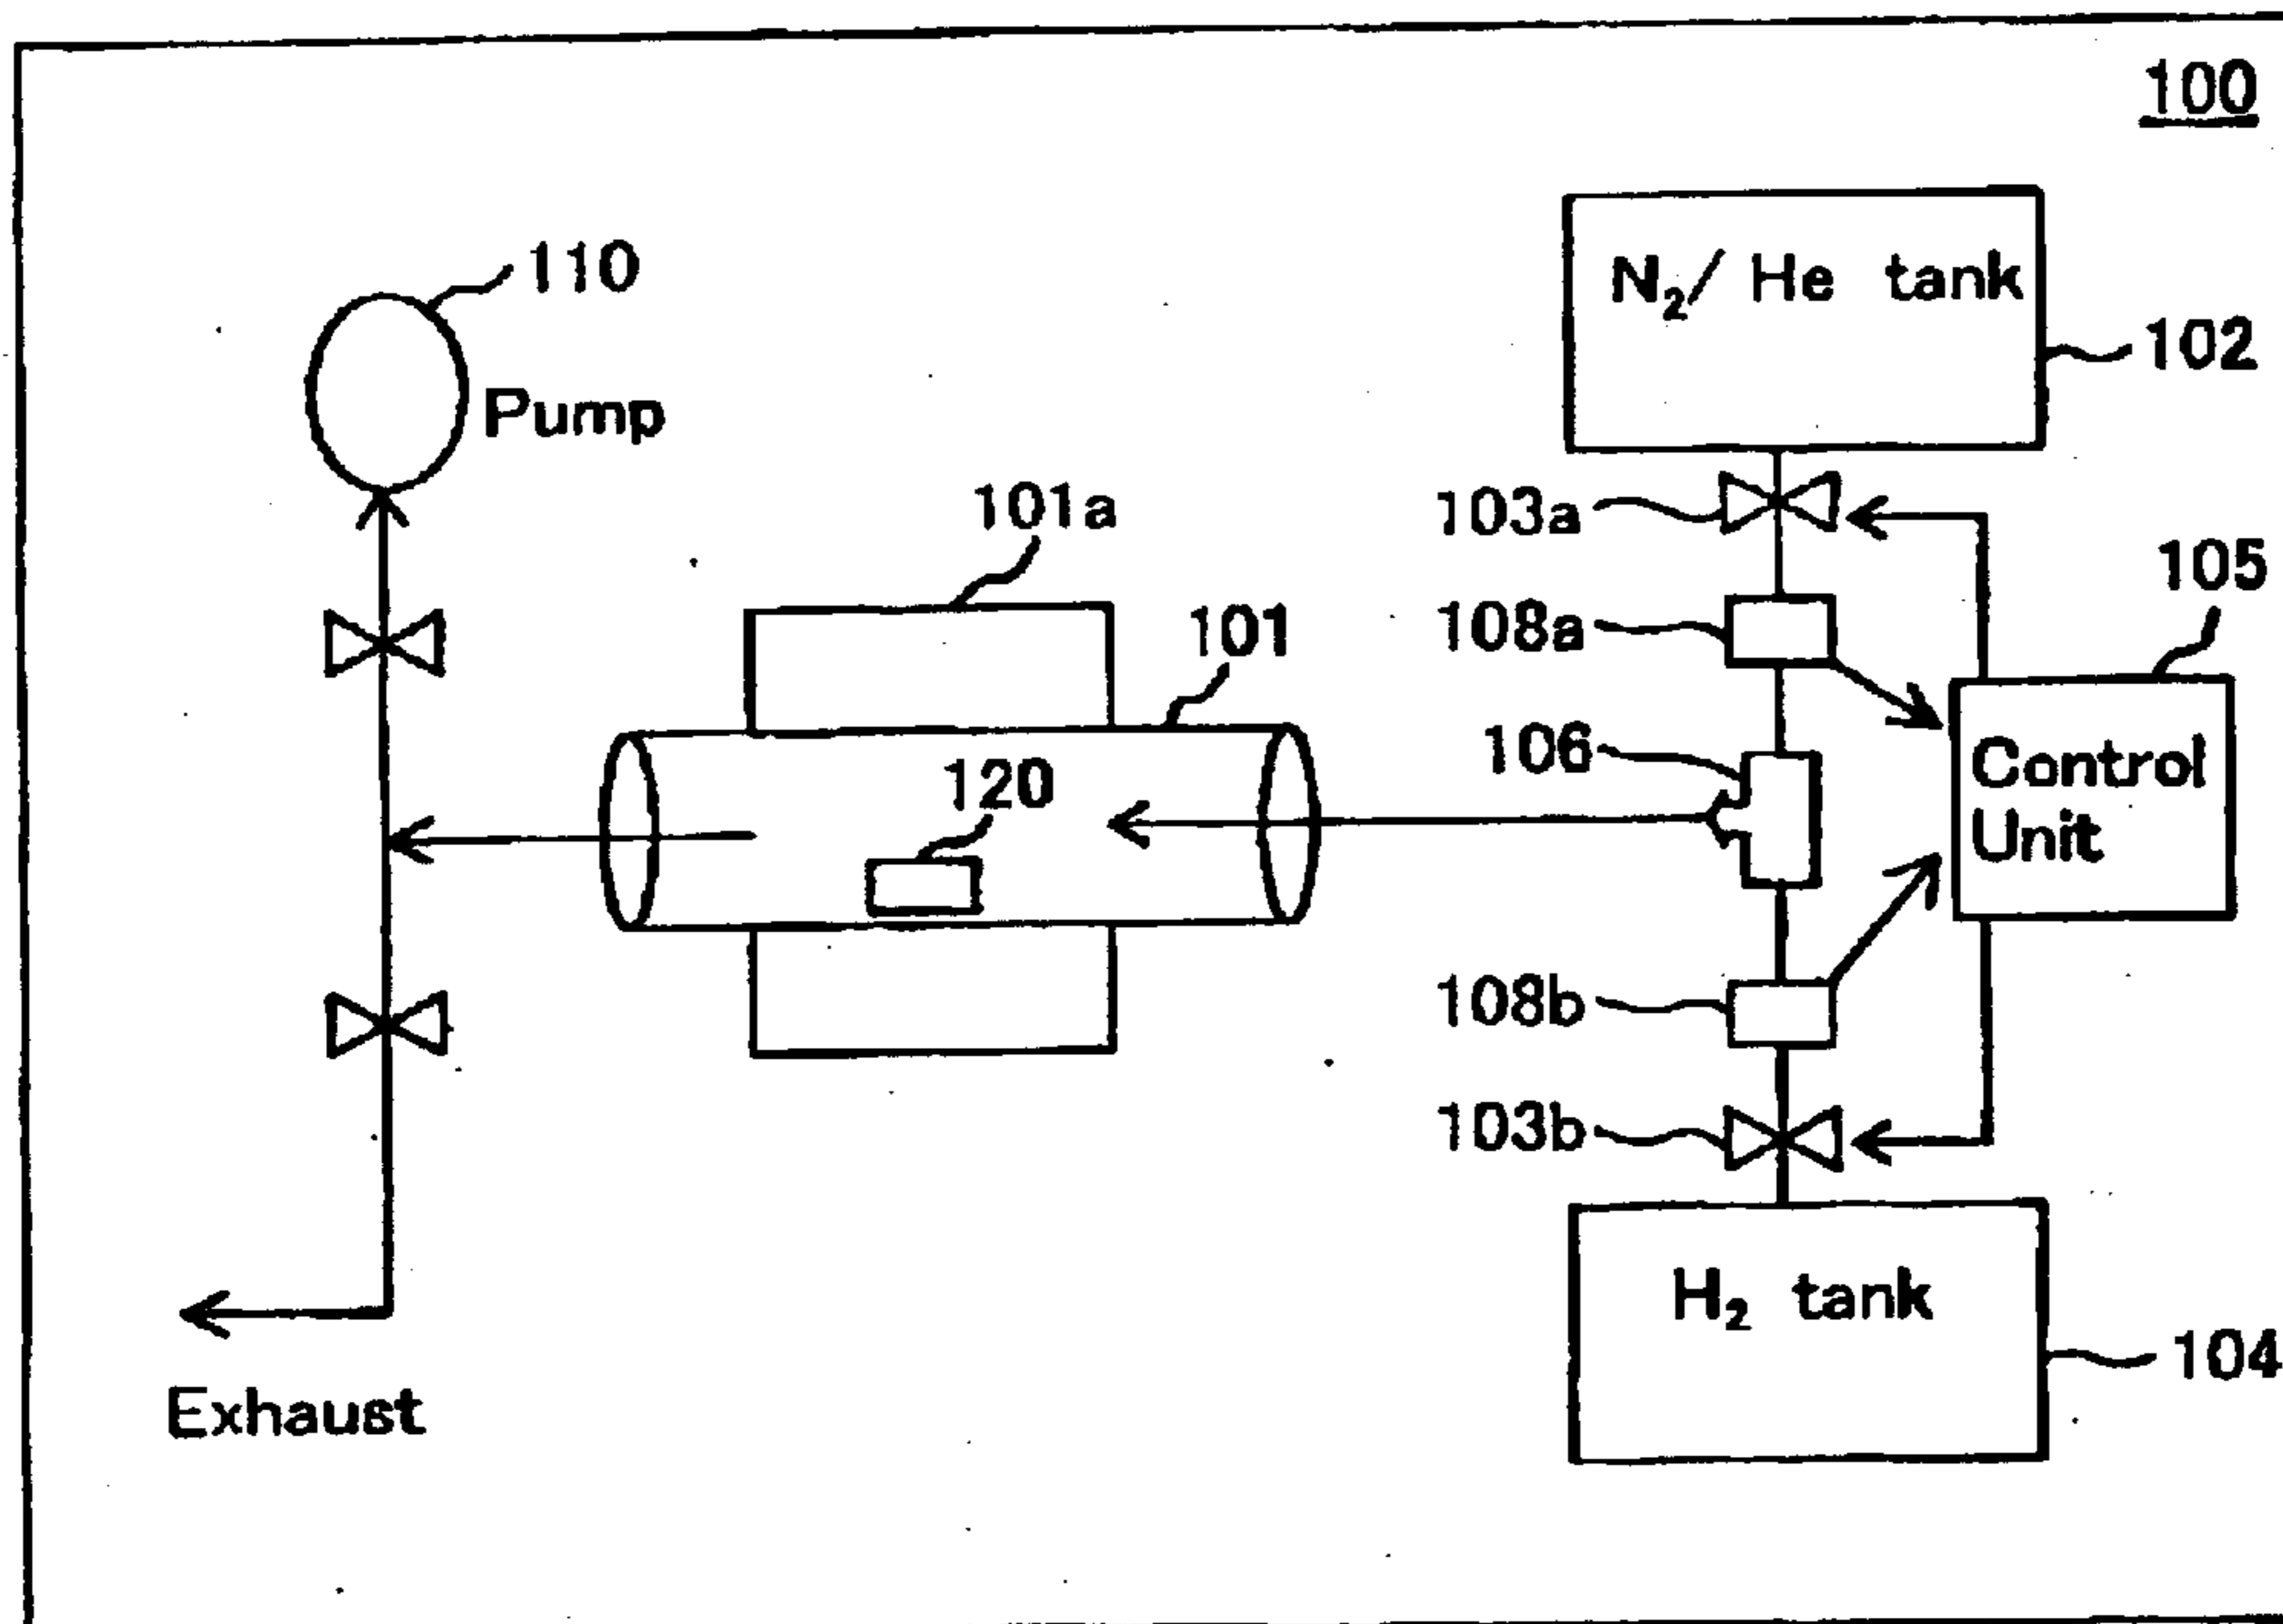 100
N₂/ He tank
102
110
Pump
103a
101a
105
108a
101
106
Control
Unit
120
108b
103b
H₂ tank
104
Exhaust